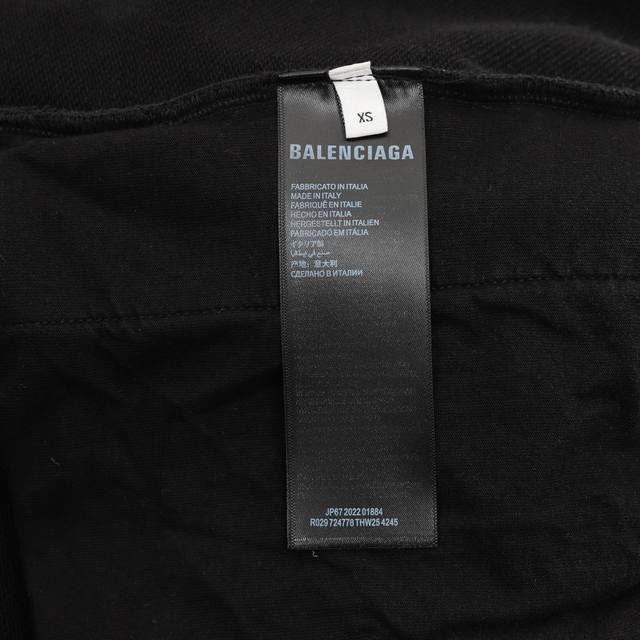 XS
BALENCIAGA
FABBRICATO IN ITALIA
MADE IN ITALY
FABRIQUÉ EN ITALIE
HECHO EN ITALIA
HERGESTELLT IN ITALIEN
FABRICADO EM ITÁLIA
イタリア製
صنع في إيطاليا
产地：意大利
СДЕЛАНО В ИТАЛИИ
JP67 2022 01884
R029 724778 THW25 4245